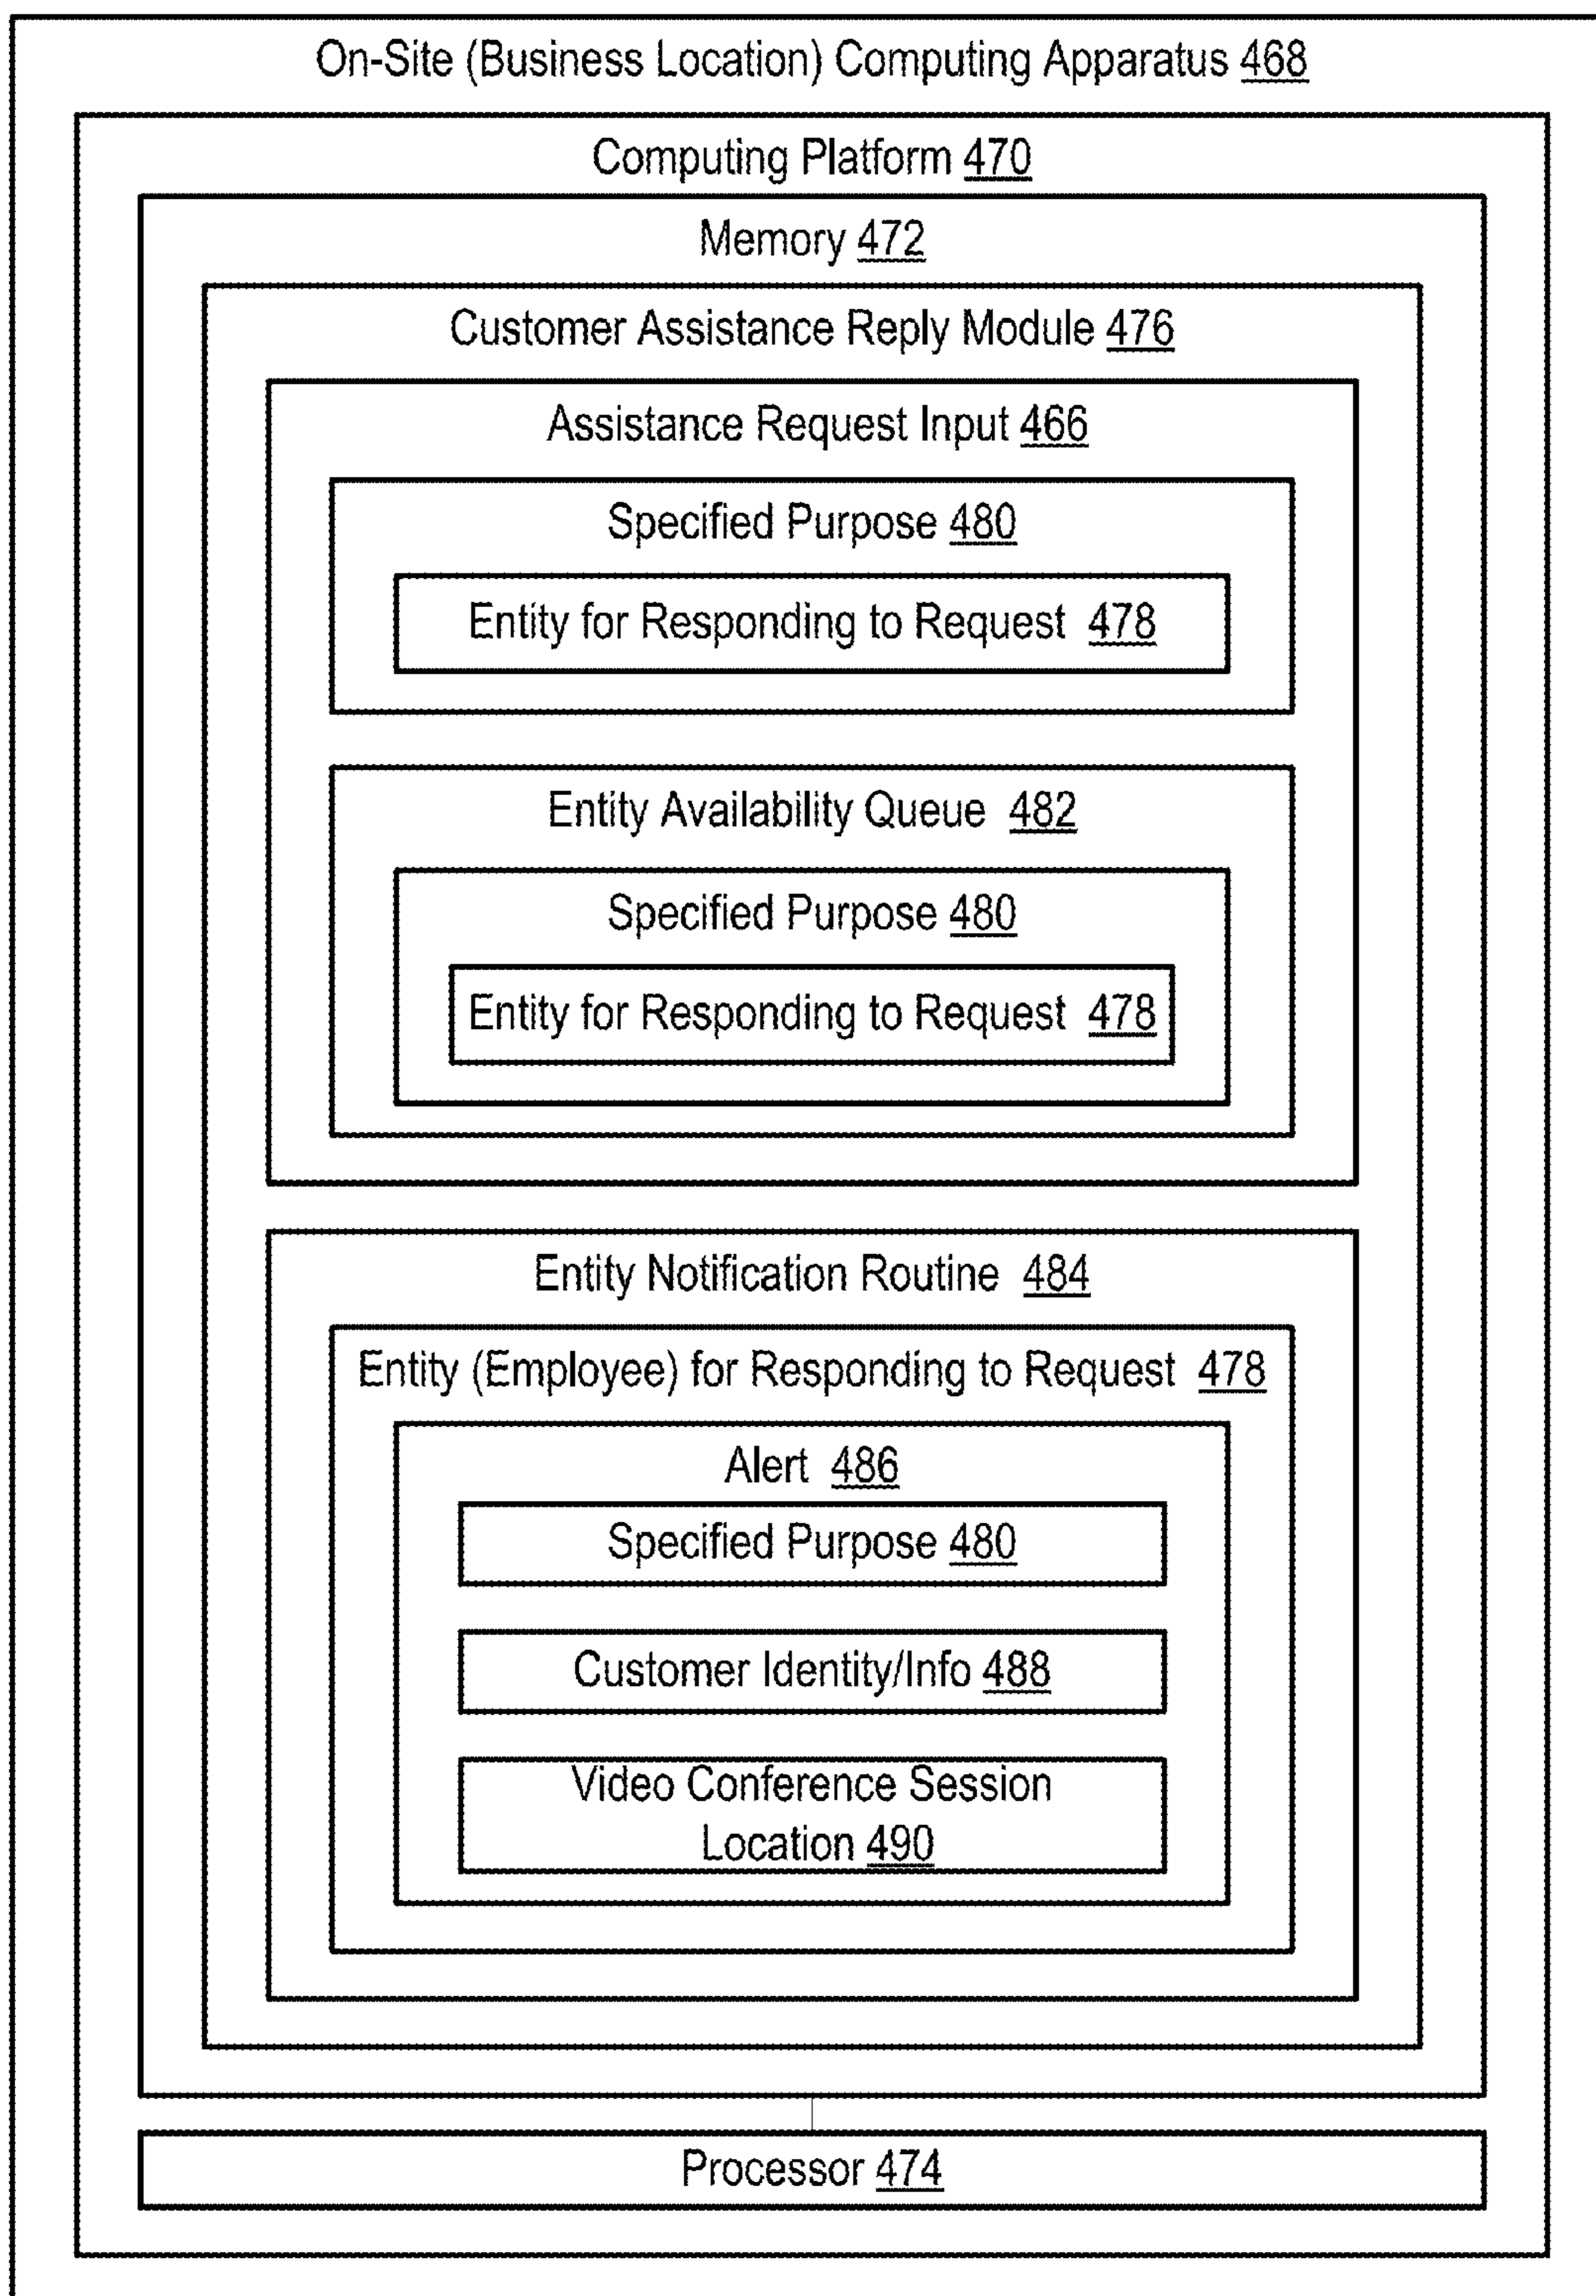 On-Site (Business Location) Computing Apparatus 468
Computing Platform 470
Memory 472
Customer Assistance Reply Module 476
Assistance Request Input 466
Specified Purpose 480
Entity for Responding to Request 478
Entity Availability Queue 482
Specified Purpose 480
Entity for Responding to Request 478
Entity Notification Routine 484
Entity (Employee) for Responding to Request 478
Alert 486
Specified Purpose 480
Customer Identity/Info 488
Video Conference Session
Location 490
Processor 474